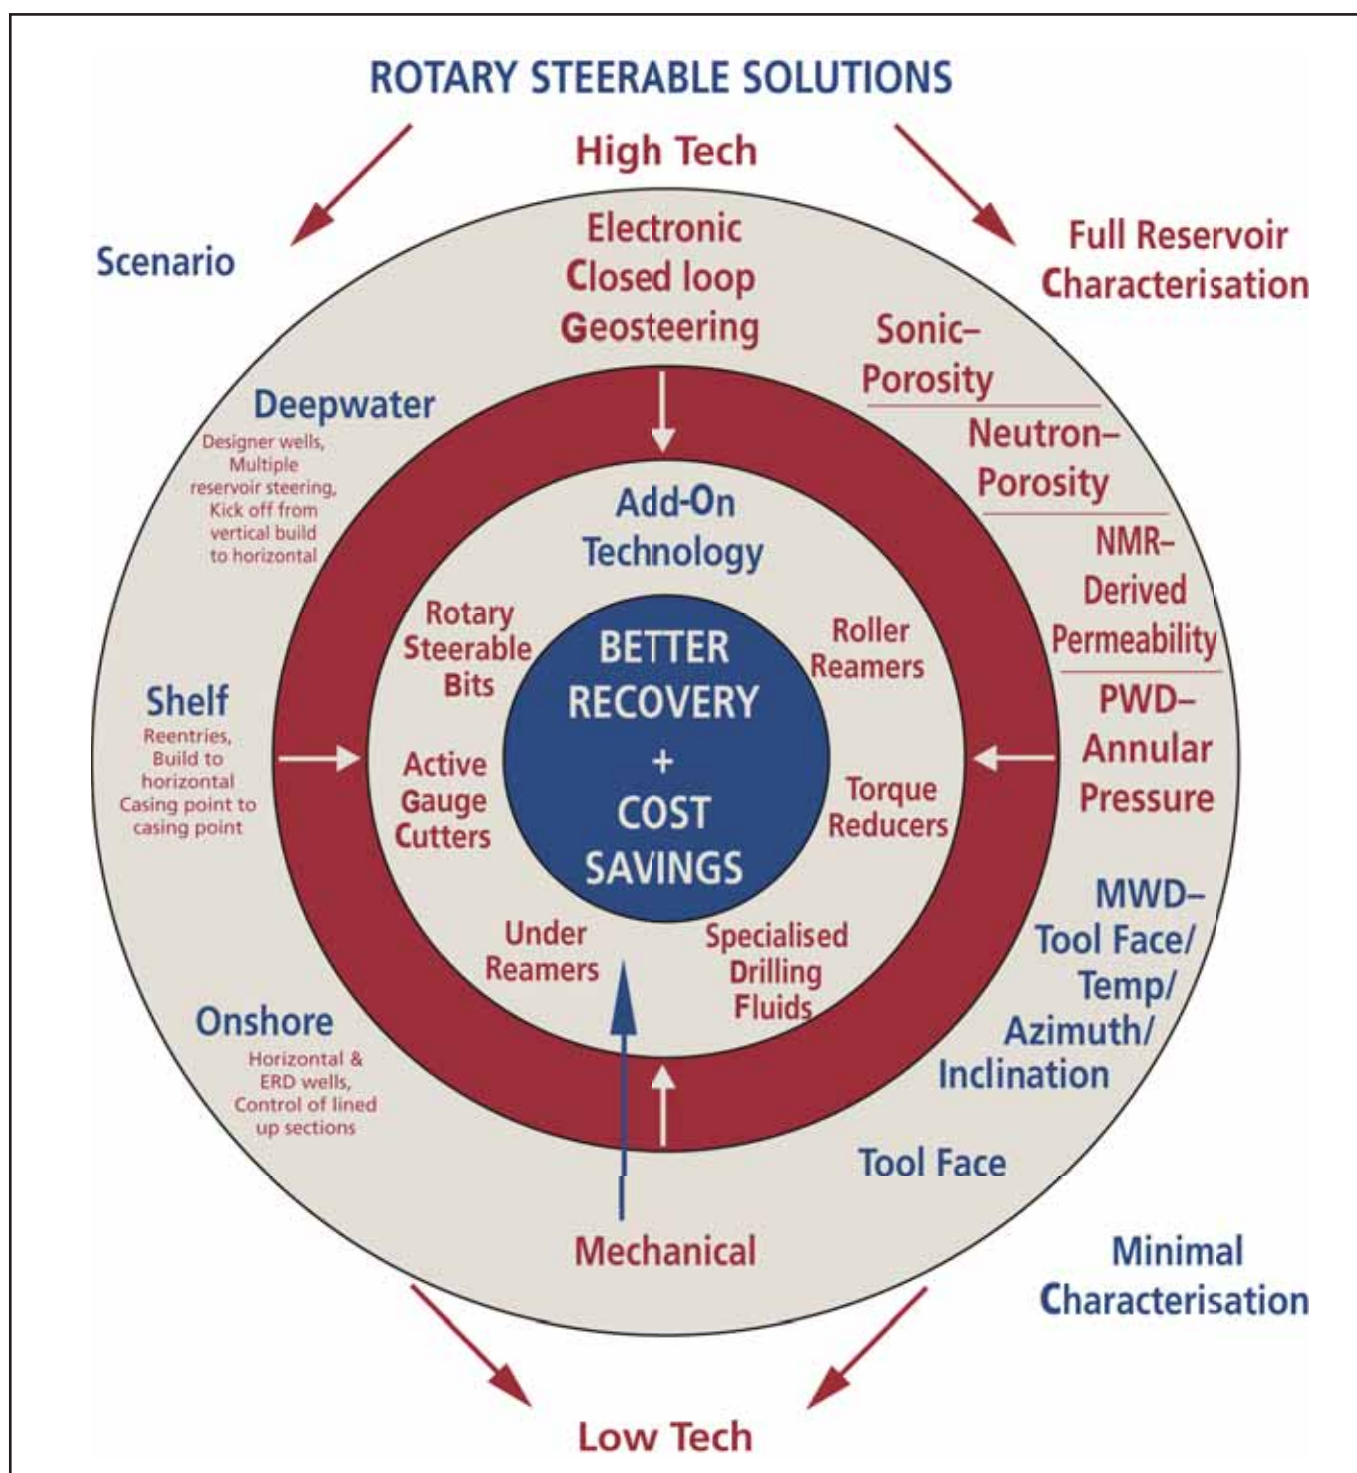 ROTARY STEERABLE SOLUTIONS
High Tech
Scenario
Full Reservoir
Characterisation
Electronic
Closed loop
Geosteering
Sonic–
Porosity
Neutron–
Porosity
NMR–
Derived
Permeability
PWD–
Annular
Pressure
MWD–
Tool Face/
Temp/
Azimuth/
Inclination
Tool Face
Minimal
Characterisation
Deepwater
Designer wells,
Multiple
reservoir steering,
Kick off from
vertical build
to horizontal
Shelf
Reentries,
Build to
horizontal
Casing point to
casing point
Onshore
Horizontal &
ERD wells,
Control of lined
up sections
Add-On
Technology
Rotary
Steerable
Bits
Roller
Reamers
Active
Gauge
Cutters
Torque
Reducers
Under
Reamers
Specialised
Drilling
Fluids
BETTER
RECOVERY
+
COST
SAVINGS
Mechanical
Low Tech